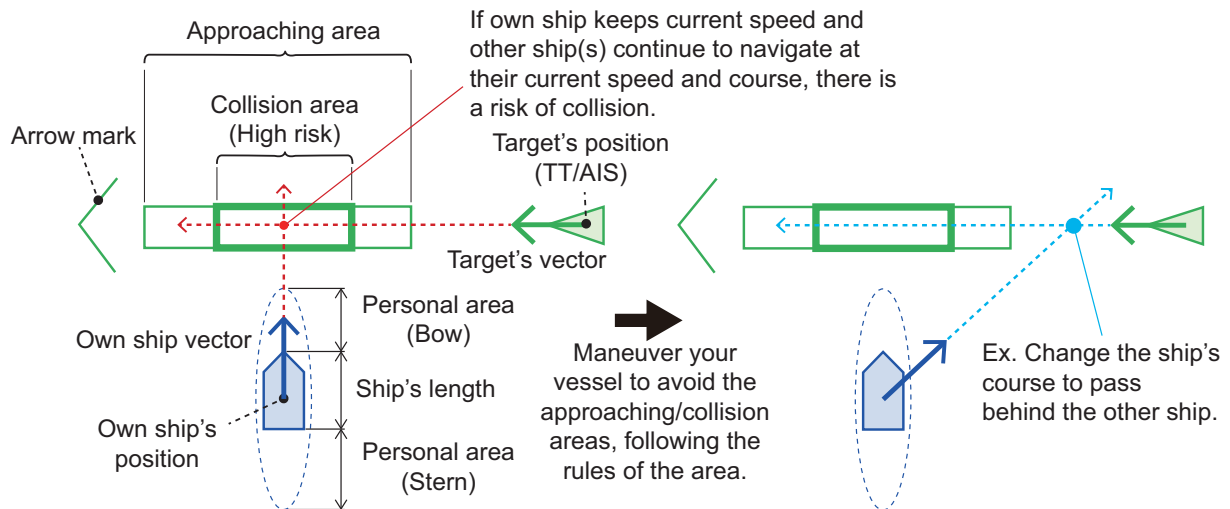 Approaching area
If own ship keeps current speed and
other ship(s) continue to navigate at
their current speed and course, there is
a risk of collision.
Collision area
(High risk)
Arrow mark
Target's position
(TT/AIS)
Target's vector
Personal area
(Bow)
Own ship vector
Ship's length
Own ship's
position
Personal area
(Stern)
Maneuver your
vessel to avoid the
approaching/collision
areas, following the
rules of the area.
Ex. Change the ship's
course to pass
behind the other ship.